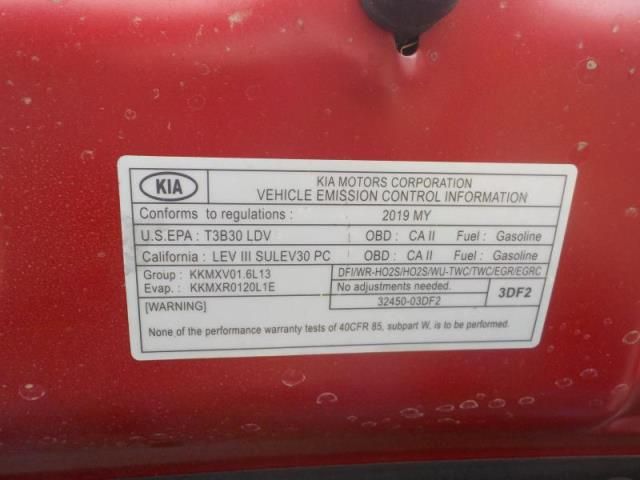 KIA
KIA MOTORS CORPORATION
VEHICLE EMISSION CONTROL INFORMATION
Conforms to regulations : 2019 MY
U.S.EPA : T3B30 LDV OBD : CA II Fuel : Gasoline
California : LEV III SULEV30 PC OBD : CA II Fuel : Gasoline
Group : KKMXV01.6L13 DFI/WR-HO2S/HO2S/WU-TWC/TWC/EGR/EGRC
Evap. : KKMXR0120L1E No adjustments needed. 3DF2
[WARNING] 32450-03DF2
None of the performance warranty tests of 40CFR 85, subpart W, is to be performed.